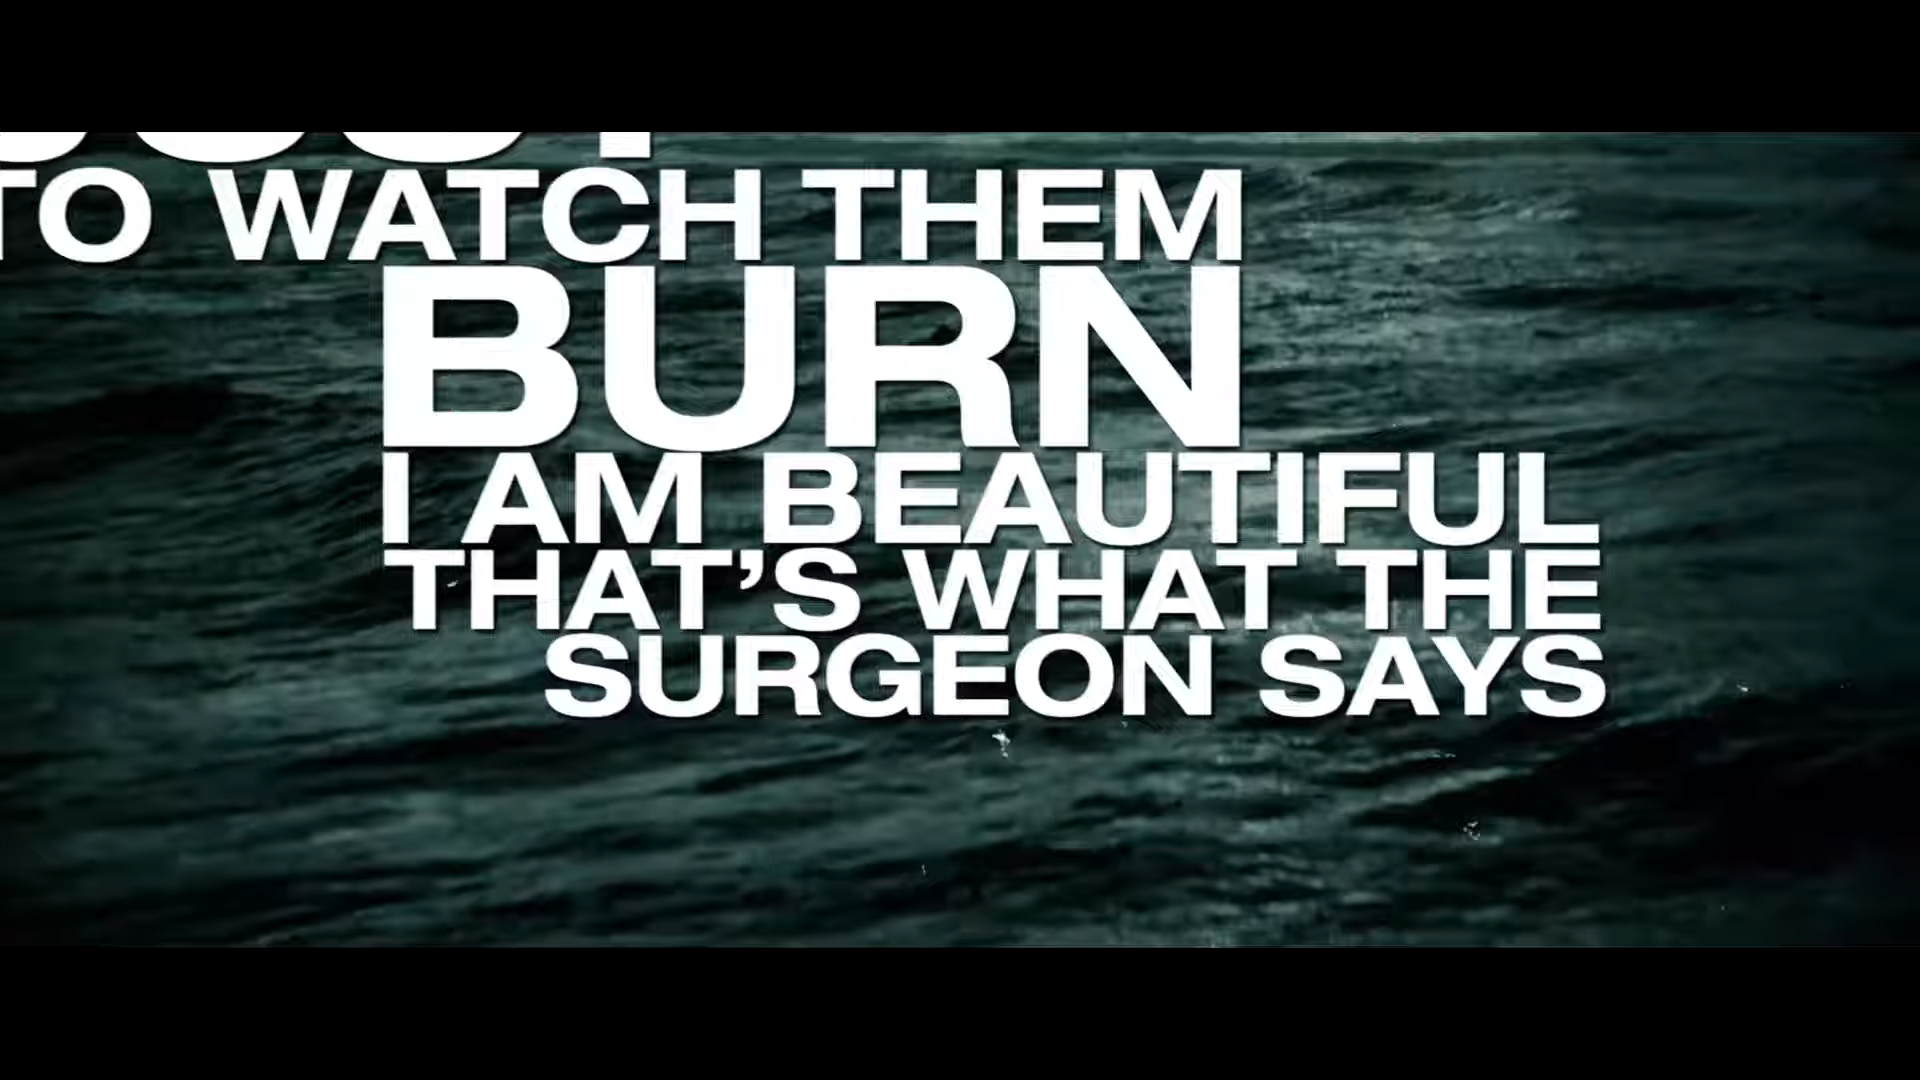 TO WATCH THEM
BURN
I AM BEAUTIFUL
THAT’S WHAT THE
SURGEON SAYS